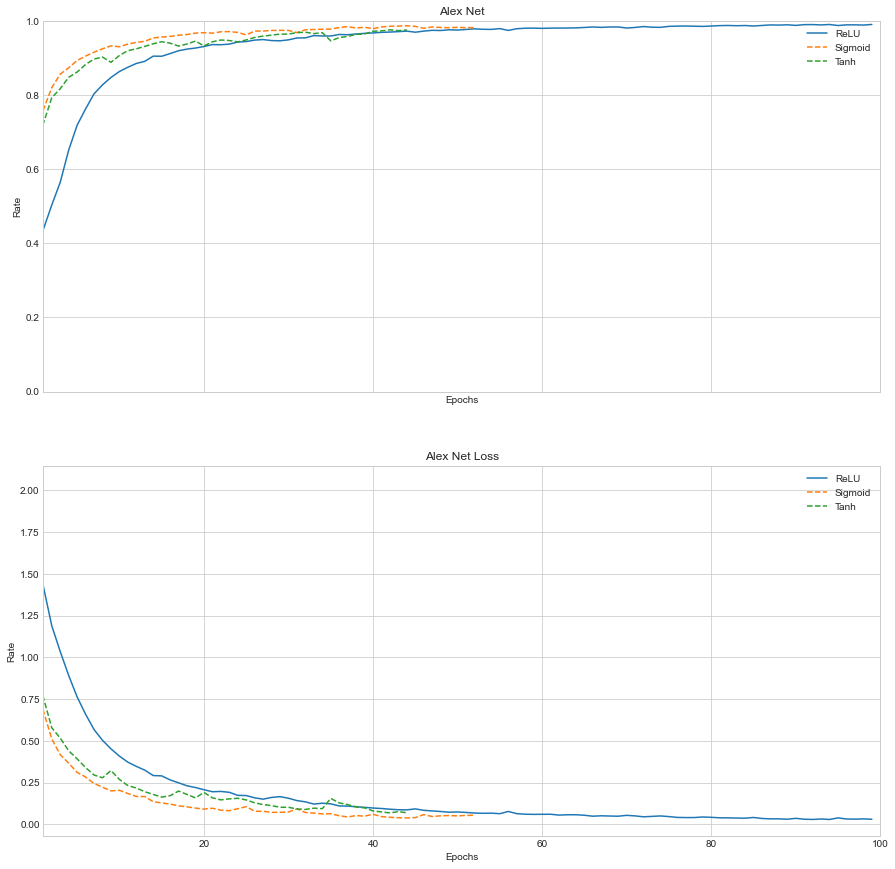 Alex Net
1.0
0.8
0.6
0.4
0.2
0.0
Rate
ReLU
Sigmoid
Tanh
Epochs
Alex Net Loss
2.00
1.75
1.50
1.25
1.00
0.75
0.50
0.25
0.00
Rate
ReLU
Sigmoid
Tanh
20 40 60 80 100
Epochs